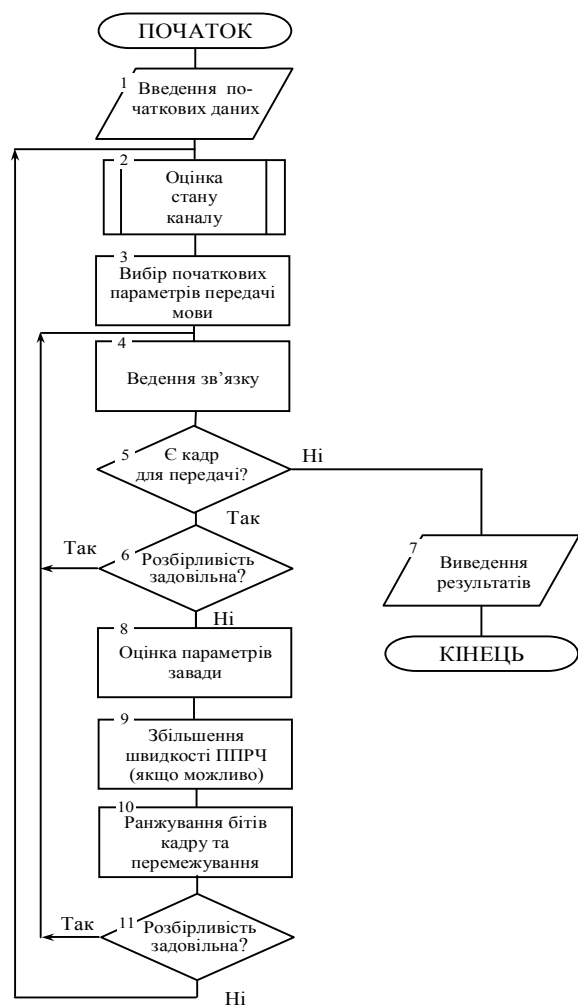 ПОЧАТОК
1
Введення по-
чаткових даних
2
Оцінка
стану
каналу
3
Вибір початкових
параметрів передачі
мови
4
Ведення зв’язку
5
Є кадр
для передачі?
Ні
Так
6
Розбірливість
задовільна?
Так
Ні
7
Виведення
результатів
КІНЕЦЬ
8
Оцінка параметрів
завади
9
Збільшення
швидкості ППРЧ
(якщо можливо)
10
Ранжування бітів
кадру та
перемежування
11
Розбірливість
задовільна?
Так
Ні